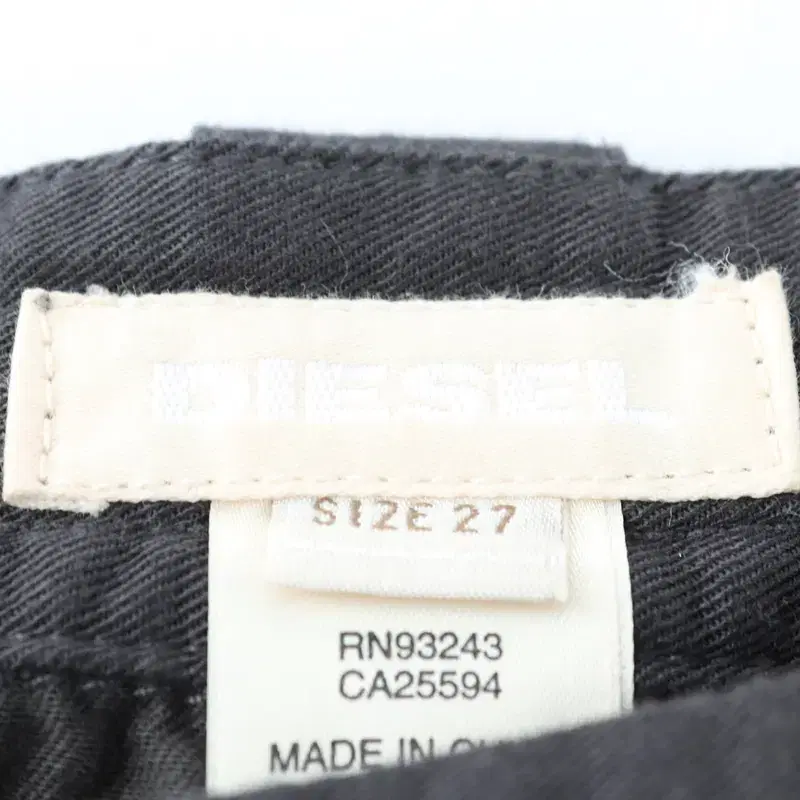 DIESEL
SIZE 27
RN93243
CA25594
MADE IN